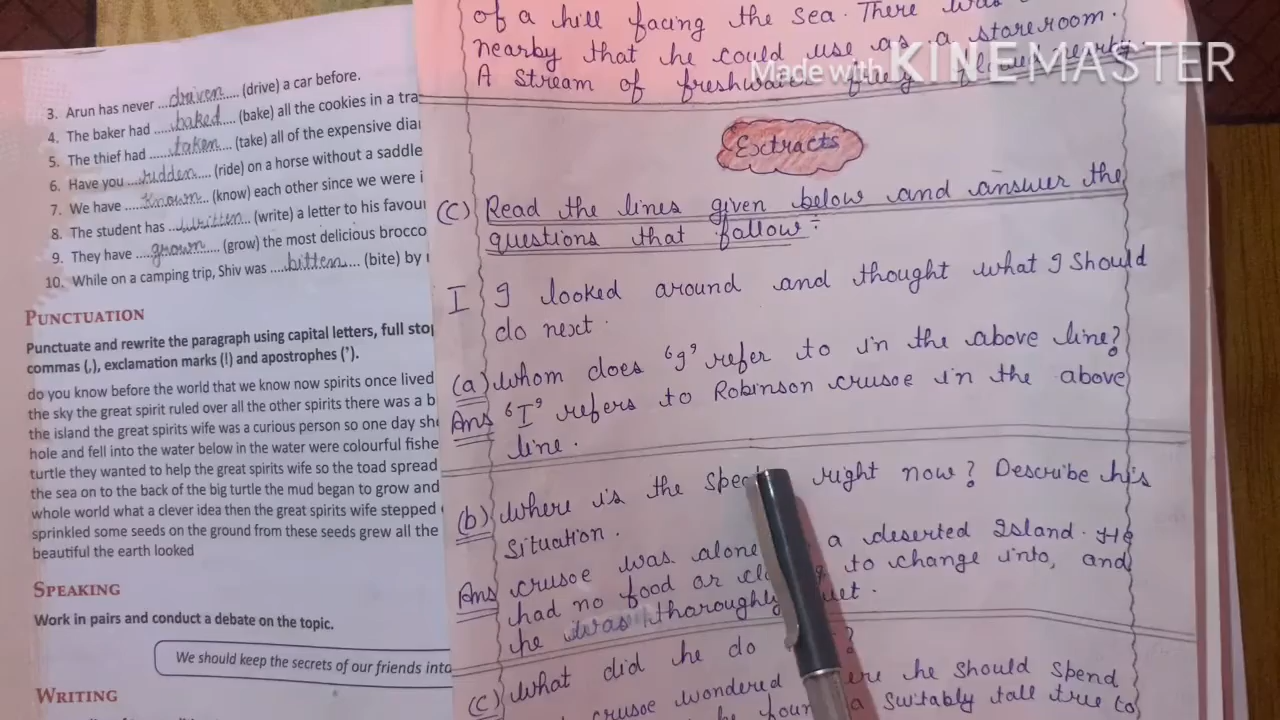 3. Arun has never ...driven.... (drive) a car before.
4. The baker had ....baked.... (bake) all the cookies in a tra
5. The thief had .....taken.... (take) all of the expensive dia
6. Have you ...ridden.... (ride) on a horse without a saddle
7. We have ....known.... (know) each other since we were i
8. The student has ...written.... (write) a letter to his favou
9. They have ....grown.... (grow) the most delicious brocco
10. While on a camping trip, Shiv was ....bitten.... (bite) by
PUNCTUATION
Punctuate and rewrite the paragraph using capital letters, full stop
commas (,), exclamation marks (!) and apostrophes (').
do you know before the world that we know now spirits once lived
the sky the great spirit ruled over all the other spirits there was a b
the island the great spirits wife was a curious person so one day sh
hole and fell into the water below in the water were colourful fishe
turtle they wanted to help the great spirits wife so the toad spread
the sea on to the back of the big turtle the mud began to grow and
whole world what a clever idea then the great spirits wife stepped
sprinkled some seeds on the ground from these seeds grew all the
beautiful the earth looked
SPEAKING
Work in pairs and conduct a debate on the topic.
We should keep the secrets of our friends into
WRITING
of a hill facing the sea. There was
nearby that he could use as a storeroom.
A stream of freshwater nearby.
Made with KINEMASTER
Extracts
(C) Read the lines given below and answer the
questions that follow:-
I I looked around and thought what I should
do next.
(a) Whom does 'I' refer to in the above line?
Ans 'I' refers to Robinson crusoe in the above
line.
(b) Where is the right now? Describe his
situation.
Ans crusoe was alone a deserted Island. He
had no food or to change into, and
he was thoroughly
(c) What did he do ?
crusoe wondered he should spend
a suitably tall true to